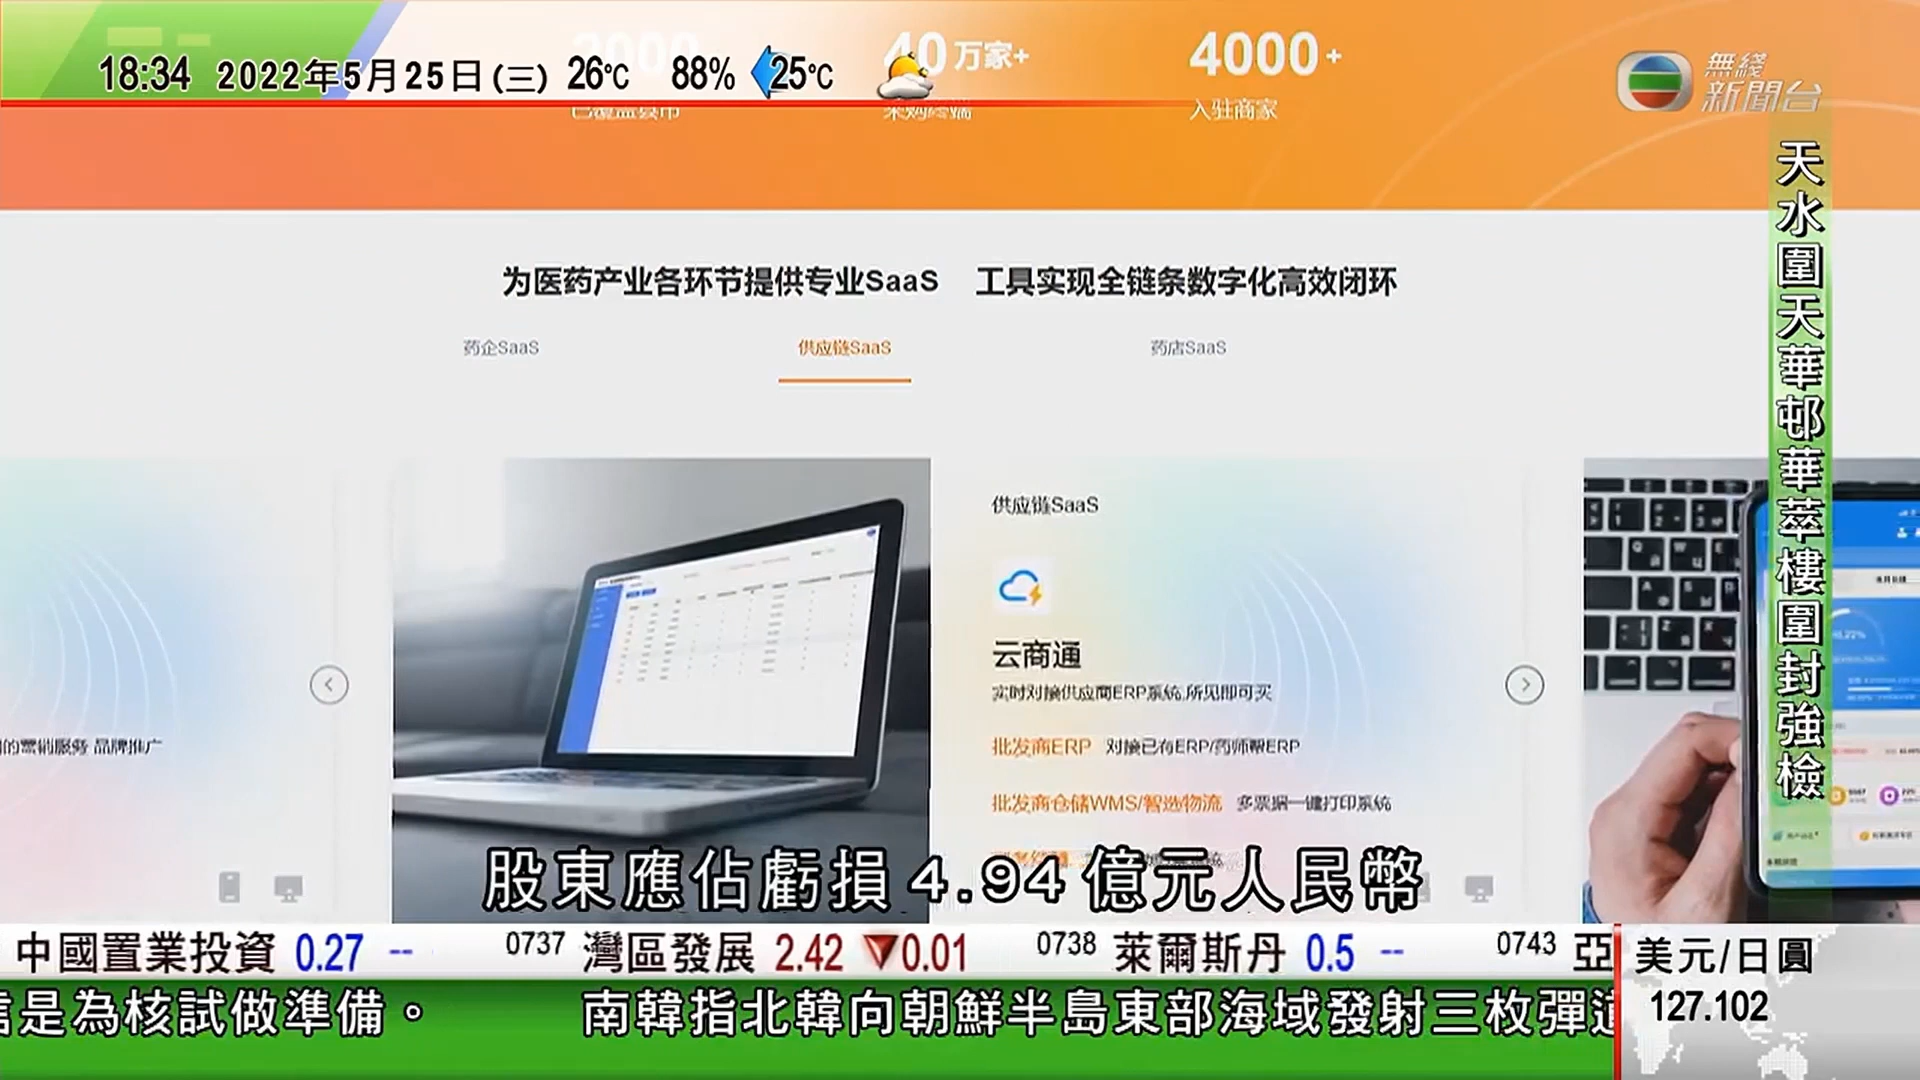 18:34 2022年5月25日(三) 26℃ 88% 25℃
40万家+
4000+
入驻商家
無綫
新聞台
天水圍天華邨華萃樓圍封強檢
为医药产业各环节提供专业SaaS 工具实现全链条数字化高效闭环
药企SaaS
供应链SaaS
药店SaaS
的营销服务 品牌推广
供应链SaaS
云商通
实时对接供应商ERP系统,所见即可买
批发商ERP 对接已有ERP/药师帮ERP
批发商仓储WMS/智选物流 多票据一键打印系统
股東應佔虧損4.94億元人民幣
中國置業投資 0.27 -- 0737 灣區發展 2.42 ▼0.01 0738 萊爾斯丹 0.5 -- 0743 亞
是為核試做準備。 南韓指北韓向朝鮮半島東部海域發射三枚彈
美元/日圓
127.102